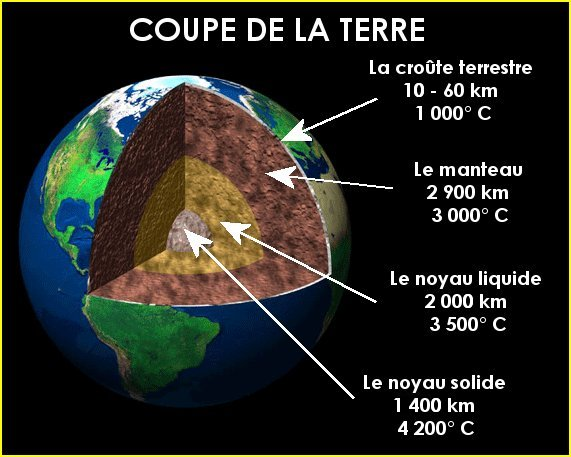 COUPE DE LA TERRE
La croûte terrestre
10 - 60 km
1 000° C
Le manteau
2 900 km
3 000° C
Le noyau liquide
2 000 km
3 500° C
Le noyau solide
1 400 km
4 200° C